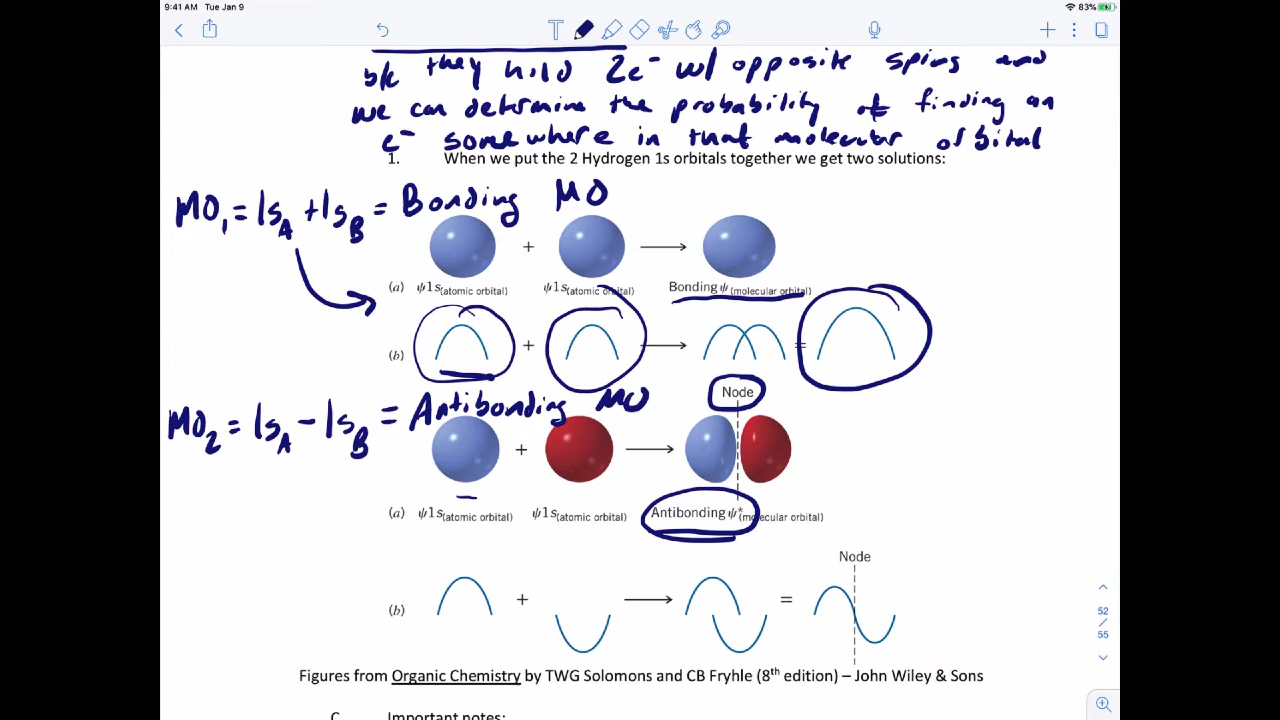 9:41 AM Tue Jan 9
83%
T
b/c they hold 2e⁻ w/ opposite spins and
we can determine the probability of finding an
e⁻ somewhere in that molecular orbital
1. When we put the 2 Hydrogen 1s orbitals together we get two solutions:
MO₁ = 1s_A + 1s_B = Bonding MO
+
(a) ψ1s(atomic orbital) ψ1s(atomic orbital) Bonding ψ(molecular orbital)
(b) + =
Node
MO₂ = 1s_A − 1s_B = Antibonding MO
+
(a) ψ1s(atomic orbital) ψ1s(atomic orbital) Antibonding ψ*(molecular orbital)
Node
(b) + =
52
/
55
Figures from Organic Chemistry by TWG Solomons and CB Fryhle (8th edition) – John Wiley & Sons
C. Important notes: